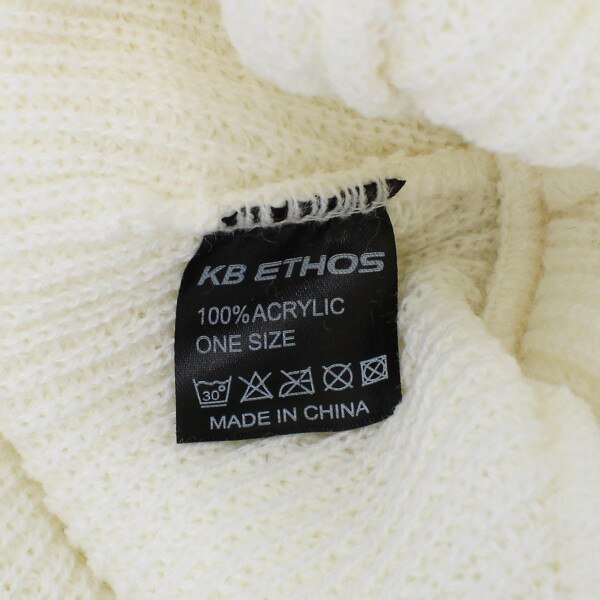 KB ETHOS
100% ACRYLIC
ONE SIZE
30°
MADE IN CHINA